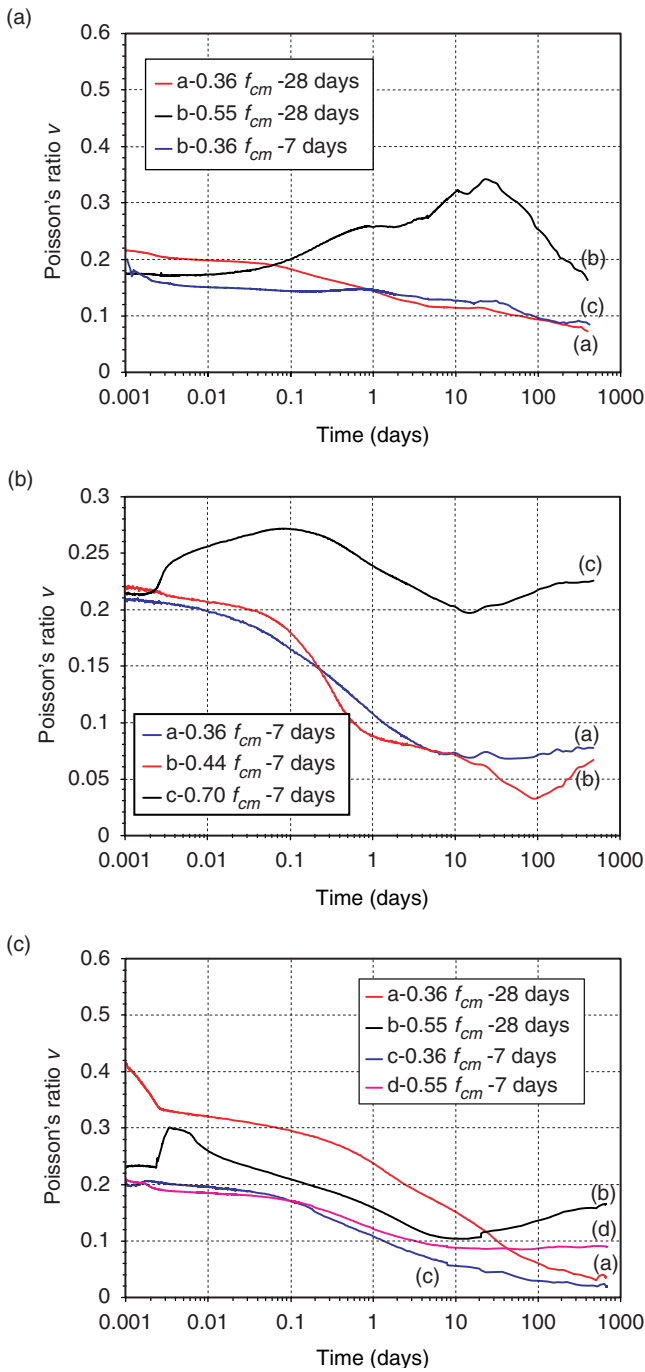 (a)
0.6
0.5
0.4
0.3
0.2
0.1
0
Poisson's ratio v
a-0.36 fcm -28 days
b-0.55 fcm -28 days
b-0.36 fcm -7 days
(b)
(c)
(a)
0.001 0.01 0.1 1 10 100 1000
Time (days)
(b)
0.3
0.25
0.2
0.15
0.1
0.05
0
Poisson's ratio v
(c)
(a)
(b)
a-0.36 fcm -7 days
b-0.44 fcm -7 days
c-0.70 fcm -7 days
0.001 0.01 0.1 1 10 100 1000
Time (days)
(c)
0.6
0.5
0.4
0.3
0.2
0.1
0
Poisson's ratio v
a-0.36 fcm -28 days
b-0.55 fcm -28 days
c-0.36 fcm -7 days
d-0.55 fcm -7 days
(b)
(d)
(a)
(c)
0.001 0.01 0.1 1 10 100 1000
Time (days)